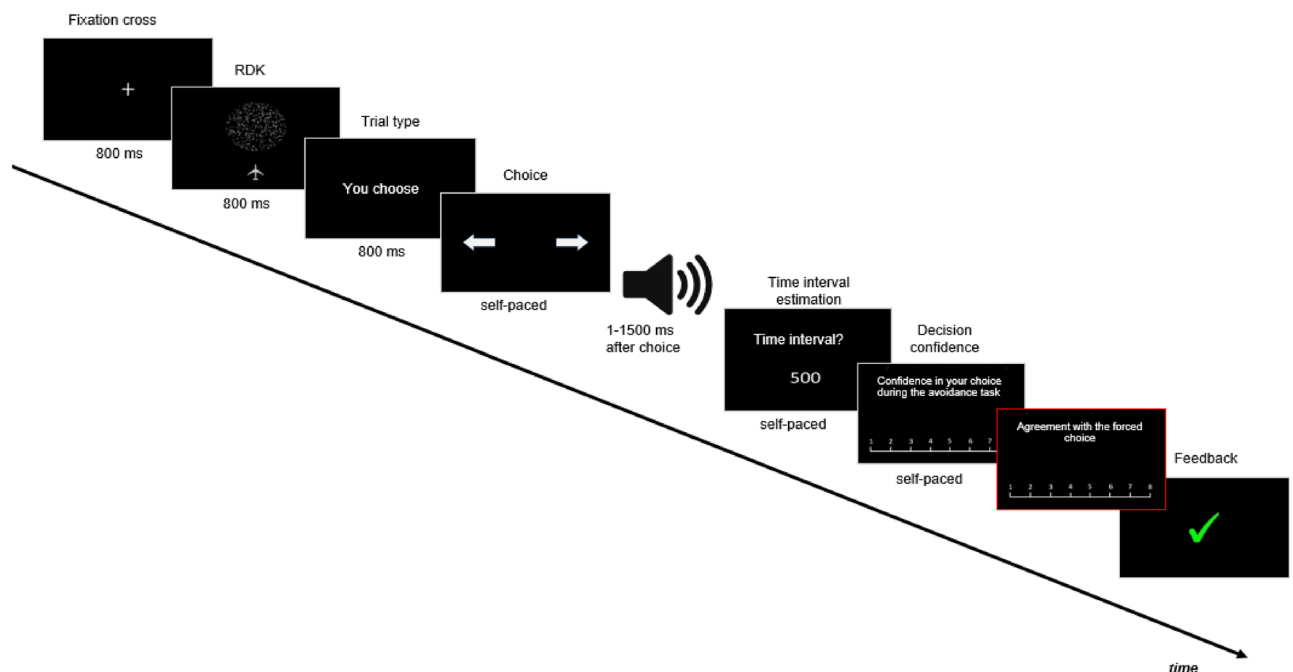 Fixation cross
800 ms
RDK
800 ms
Trial type
You choose
800 ms
Choice
self-paced
1-1500 ms
after choice
Time interval
estimation
Time interval?
500
self-paced
Decision
confidence
Confidence in your choice
during the avoidance task
1 2 3 4 5 6 7
self-paced
Agreement with the forced
choice
1 2 3 4 5 6 7 8
Feedback
time